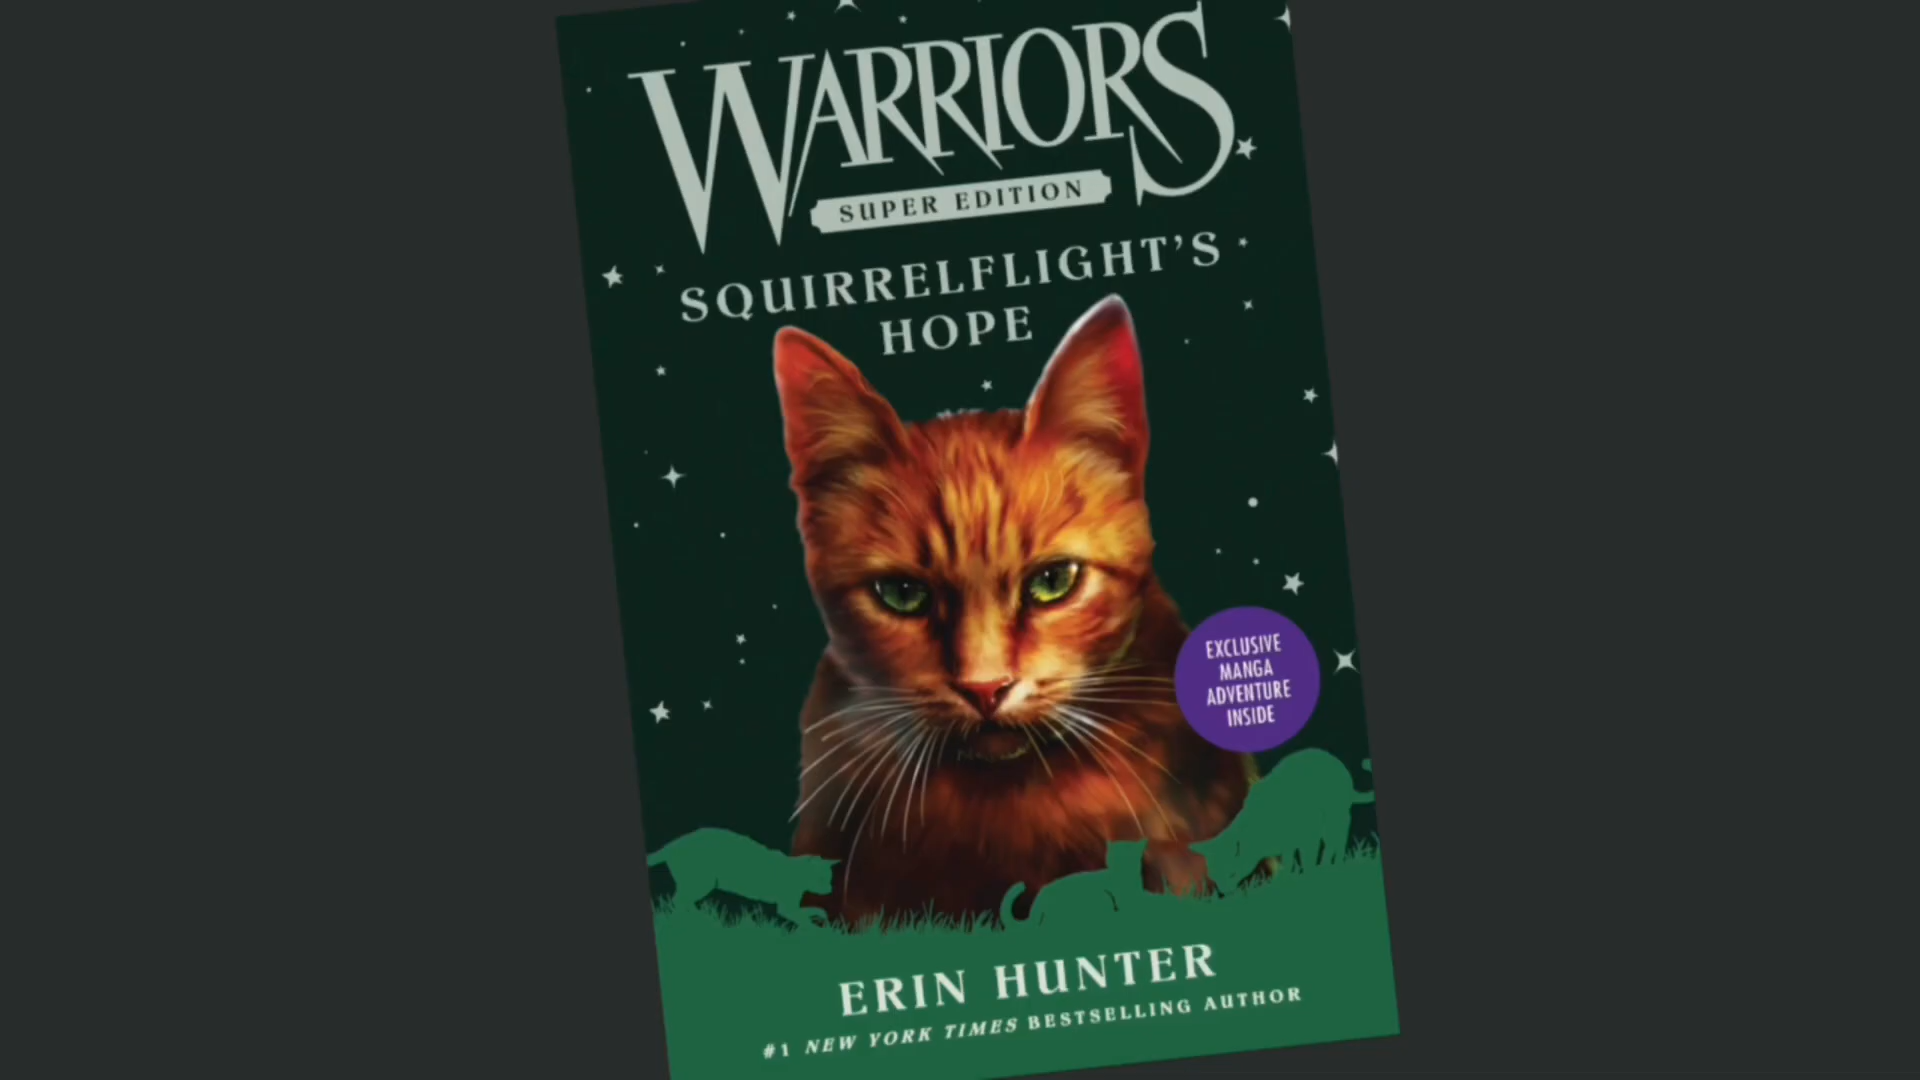 WARRIORS
SUPER EDITION
SQUIRRELFLIGHT'S
HOPE
EXCLUSIVE
MANGA
ADVENTURE
INSIDE
ERIN HUNTER
#1 NEW YORK TIMES BESTSELLING AUTHOR